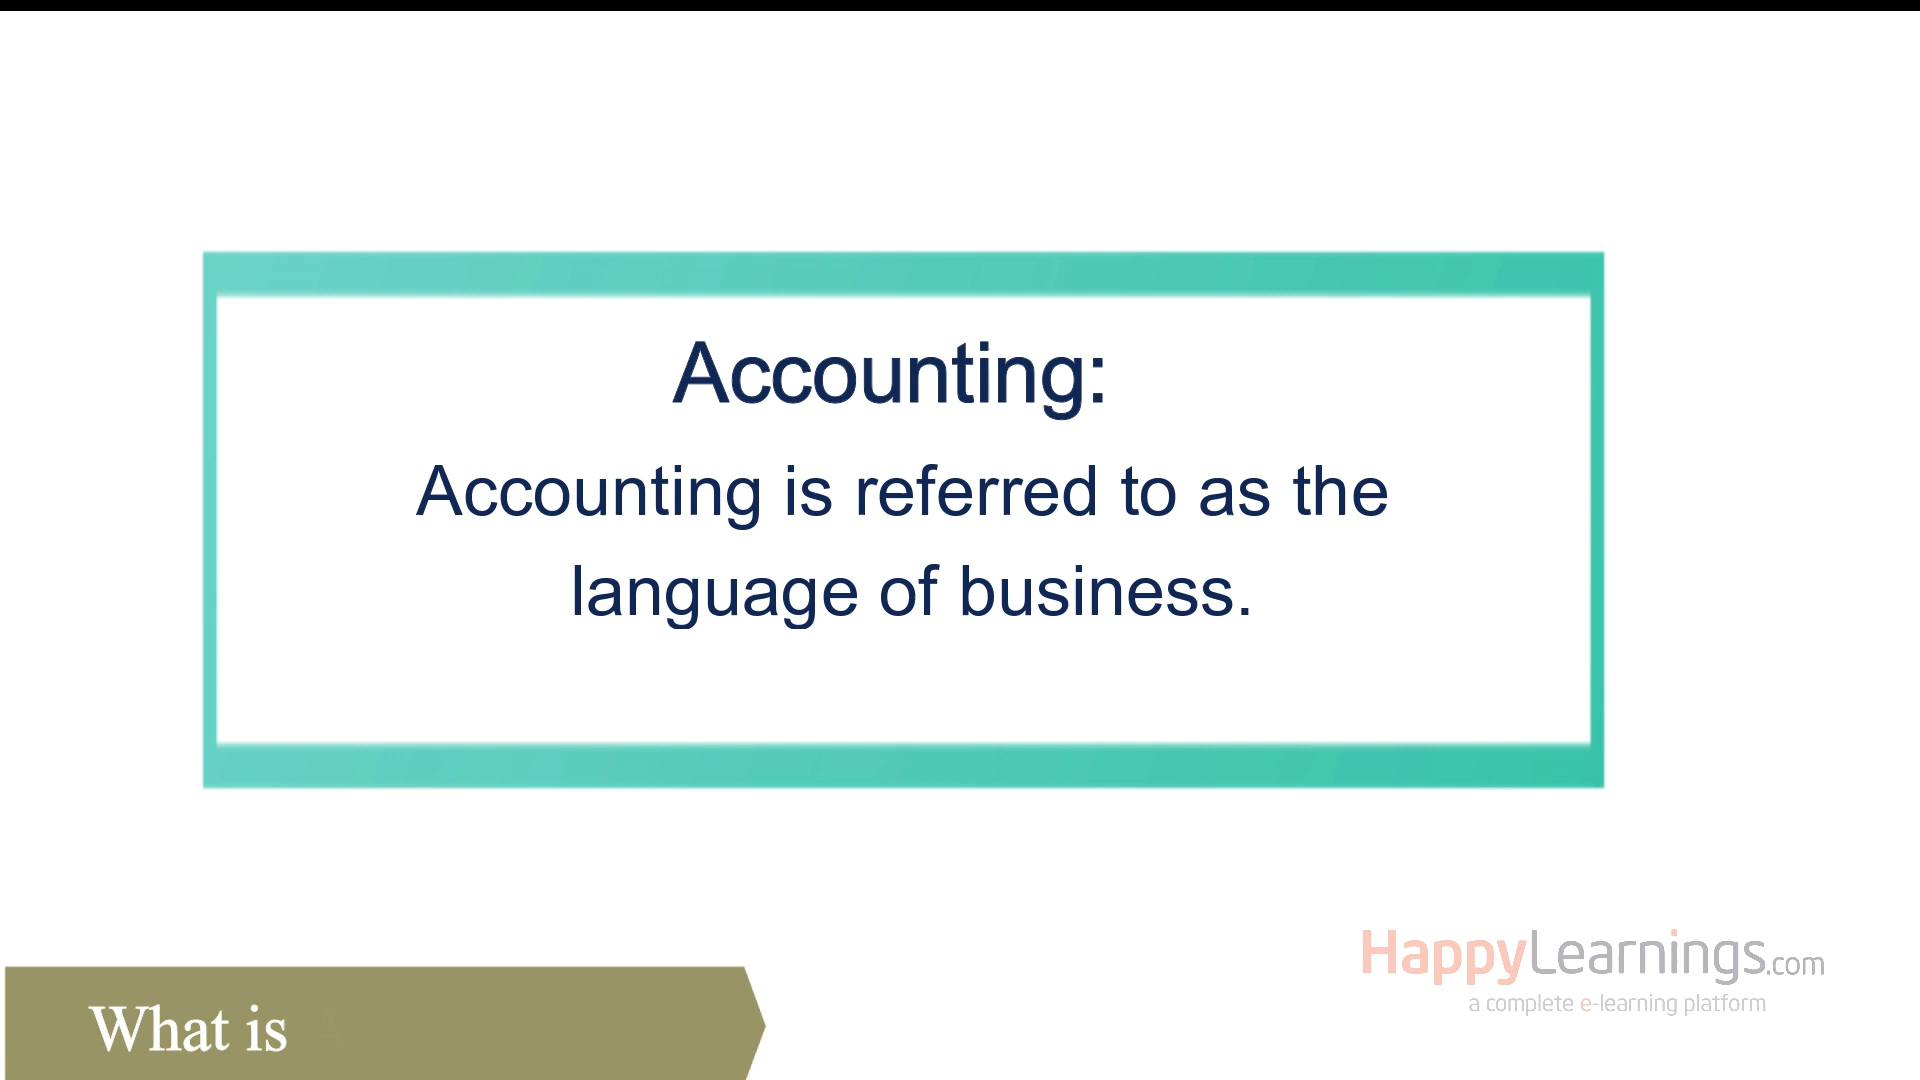 Accounting:
Accounting is referred to as the
language of business.
HappyLearnings.com
a complete e-learning platform
What is